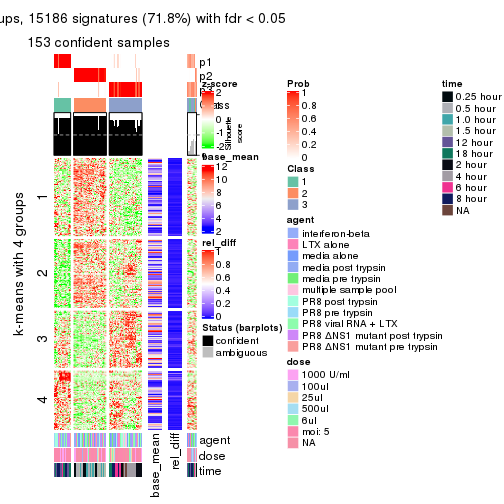 ups, 15186 signatures (71.8%) with fdr < 0.05
153 confident samples
p1
p2
z-score
2
1
0
-1
-2
Silhouette
score
base_mean
12
10
8
6
4
2
0
rel_diff
1
0.8
0.6
0.4
0.2
0
Status (barplots)
confident
ambiguous
k-means with 4 groups
1
2
3
4
agent
dose
time
base_mean
rel_diff
Prob
1
0.8
0.6
0.4
0.2
0
Class
1
2
3
agent
interferon-beta
LTX alone
media alone
media post trypsin
media pre trypsin
multiple sample pool
PR8 post trypsin
PR8 pre trypsin
PR8 viral RNA + LTX
PR8 ΔNS1 mutant post trypsin
PR8 ΔNS1 mutant pre trypsin
dose
1000 U/ml
100ul
25ul
500ul
6ul
moi: 5
NA
time
0.25 hour
0.5 hour
1.0 hour
1.5 hour
12 hour
18 hour
2 hour
4 hour
6 hour
8 hour
NA